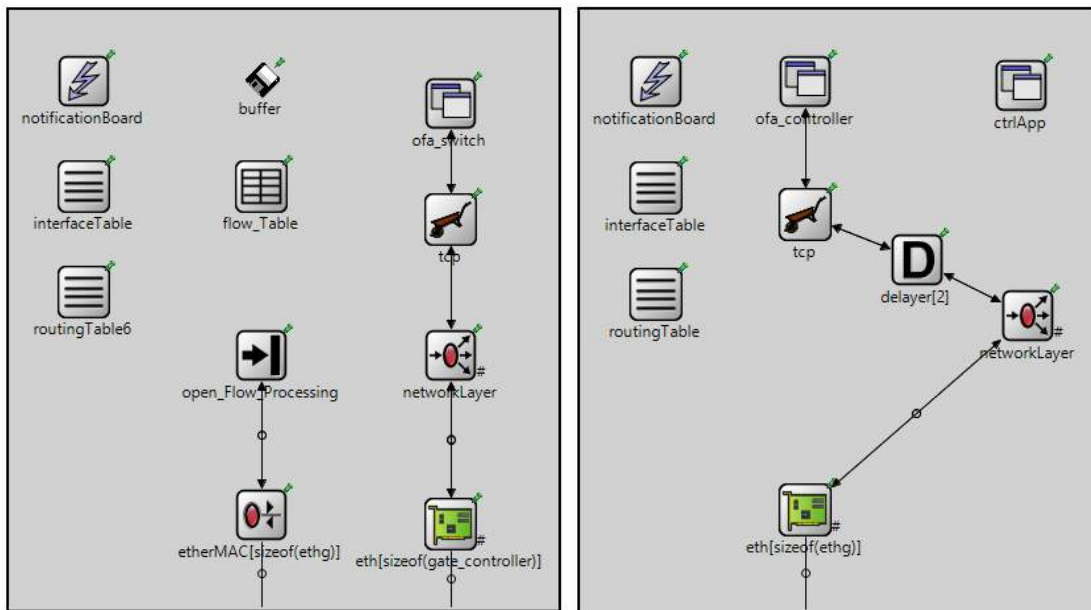 notificationBoard
buffer
ofa_switch
interfaceTable
flow_Table
tcp
routingTable6
open_Flow_Processing
networkLayer
#
etherMAC[sizeof(ethg)]
eth[sizeof(gate_controller)]
#
notificationBoard
ofa_controller
ctrlApp
interfaceTable
tcp
D
delayer[2]
routingTable
networkLayer
#
eth[sizeof(ethg)]
#